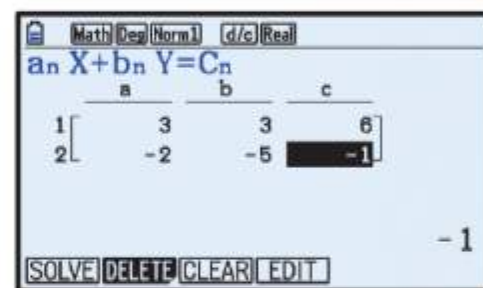 Math Deg Norm1 d/c Real
an X+bn Y=Cn
a b c
1 3 3 6
2 -2 -5 -1
-1
SOLVE DELETE CLEAR EDIT